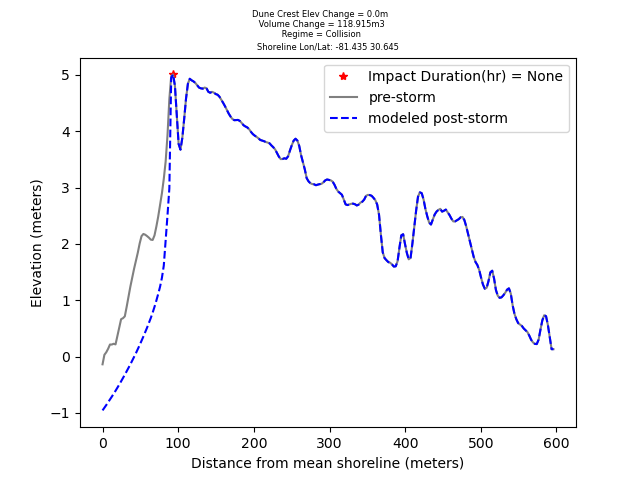 Dune Crest Elev Change = 0.0m
Volume Change = 118.915m3
Regime = Collision
Shoreline Lon/Lat: -81.435 30.645
Impact Duration(hr) = None
pre-storm
modeled post-storm
5
4
3
2
1
0
−1
Elevation (meters)
0 100 200 300 400 500 600
Distance from mean shoreline (meters)